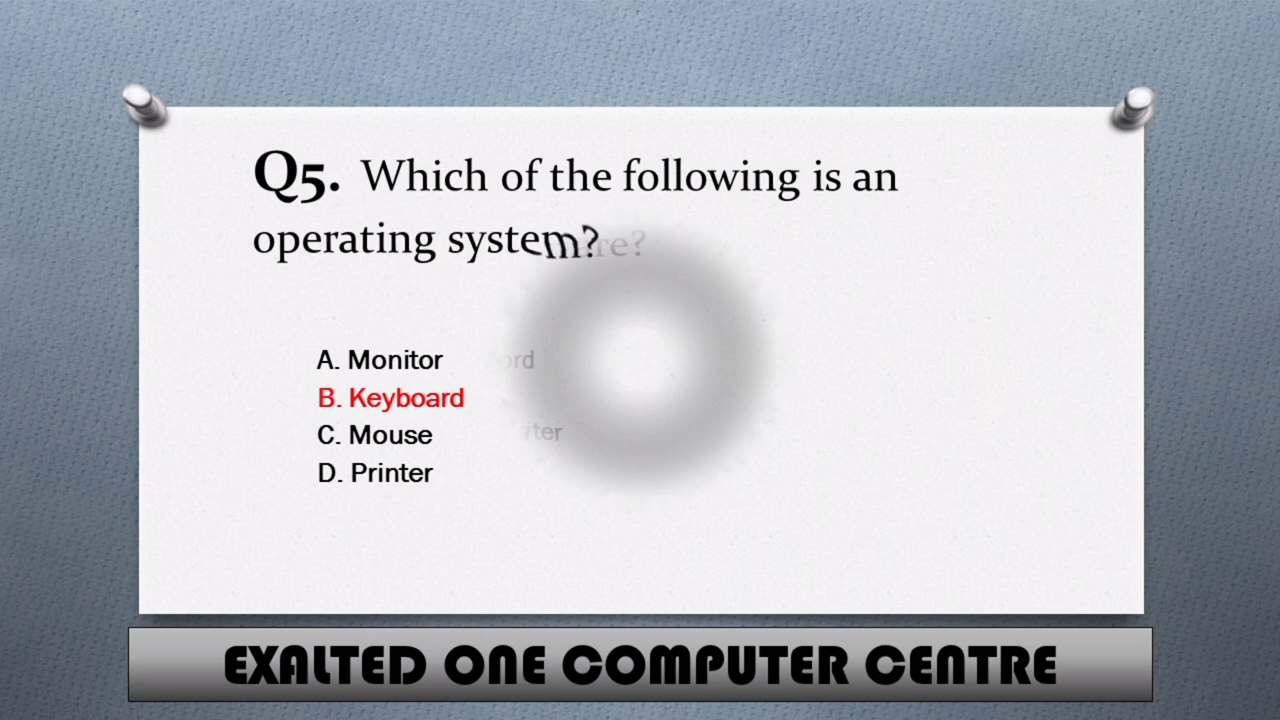 Q5. Which of the following is an
operating system?
A. Monitor
B. Keyboard
C. Mouse
D. Printer
EXALTED ONE COMPUTER CENTRE